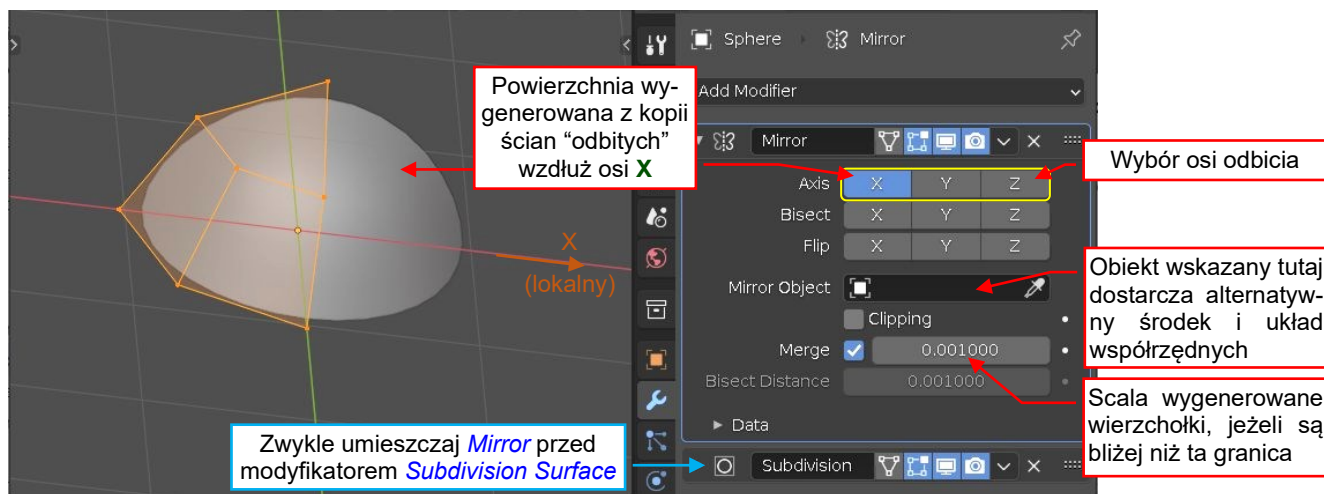 Sphere Mirror
Add Modifier
Powierzchnia wy-
generowana z kopii
ścian “odbitych”
wzdłuż osi X
Mirror
Wybór osi odbicia
Axis X Y Z
Bisect X Y Z
Flip X Y Z
X
(lokalny)
Mirror Object
Obiekt wskazany tutaj
dostarcza alternatyw-
ny środek i układ
współrzędnych
Clipping
Merge 0.001000
Bisect Distance 0.001000
Scala wygenerowane
wierzchołki, jeżeli są
bliżej niż ta granica
Data
Zwykle umieszczaj Mirror przed
modyfikatorem Subdivision Surface
Subdivision